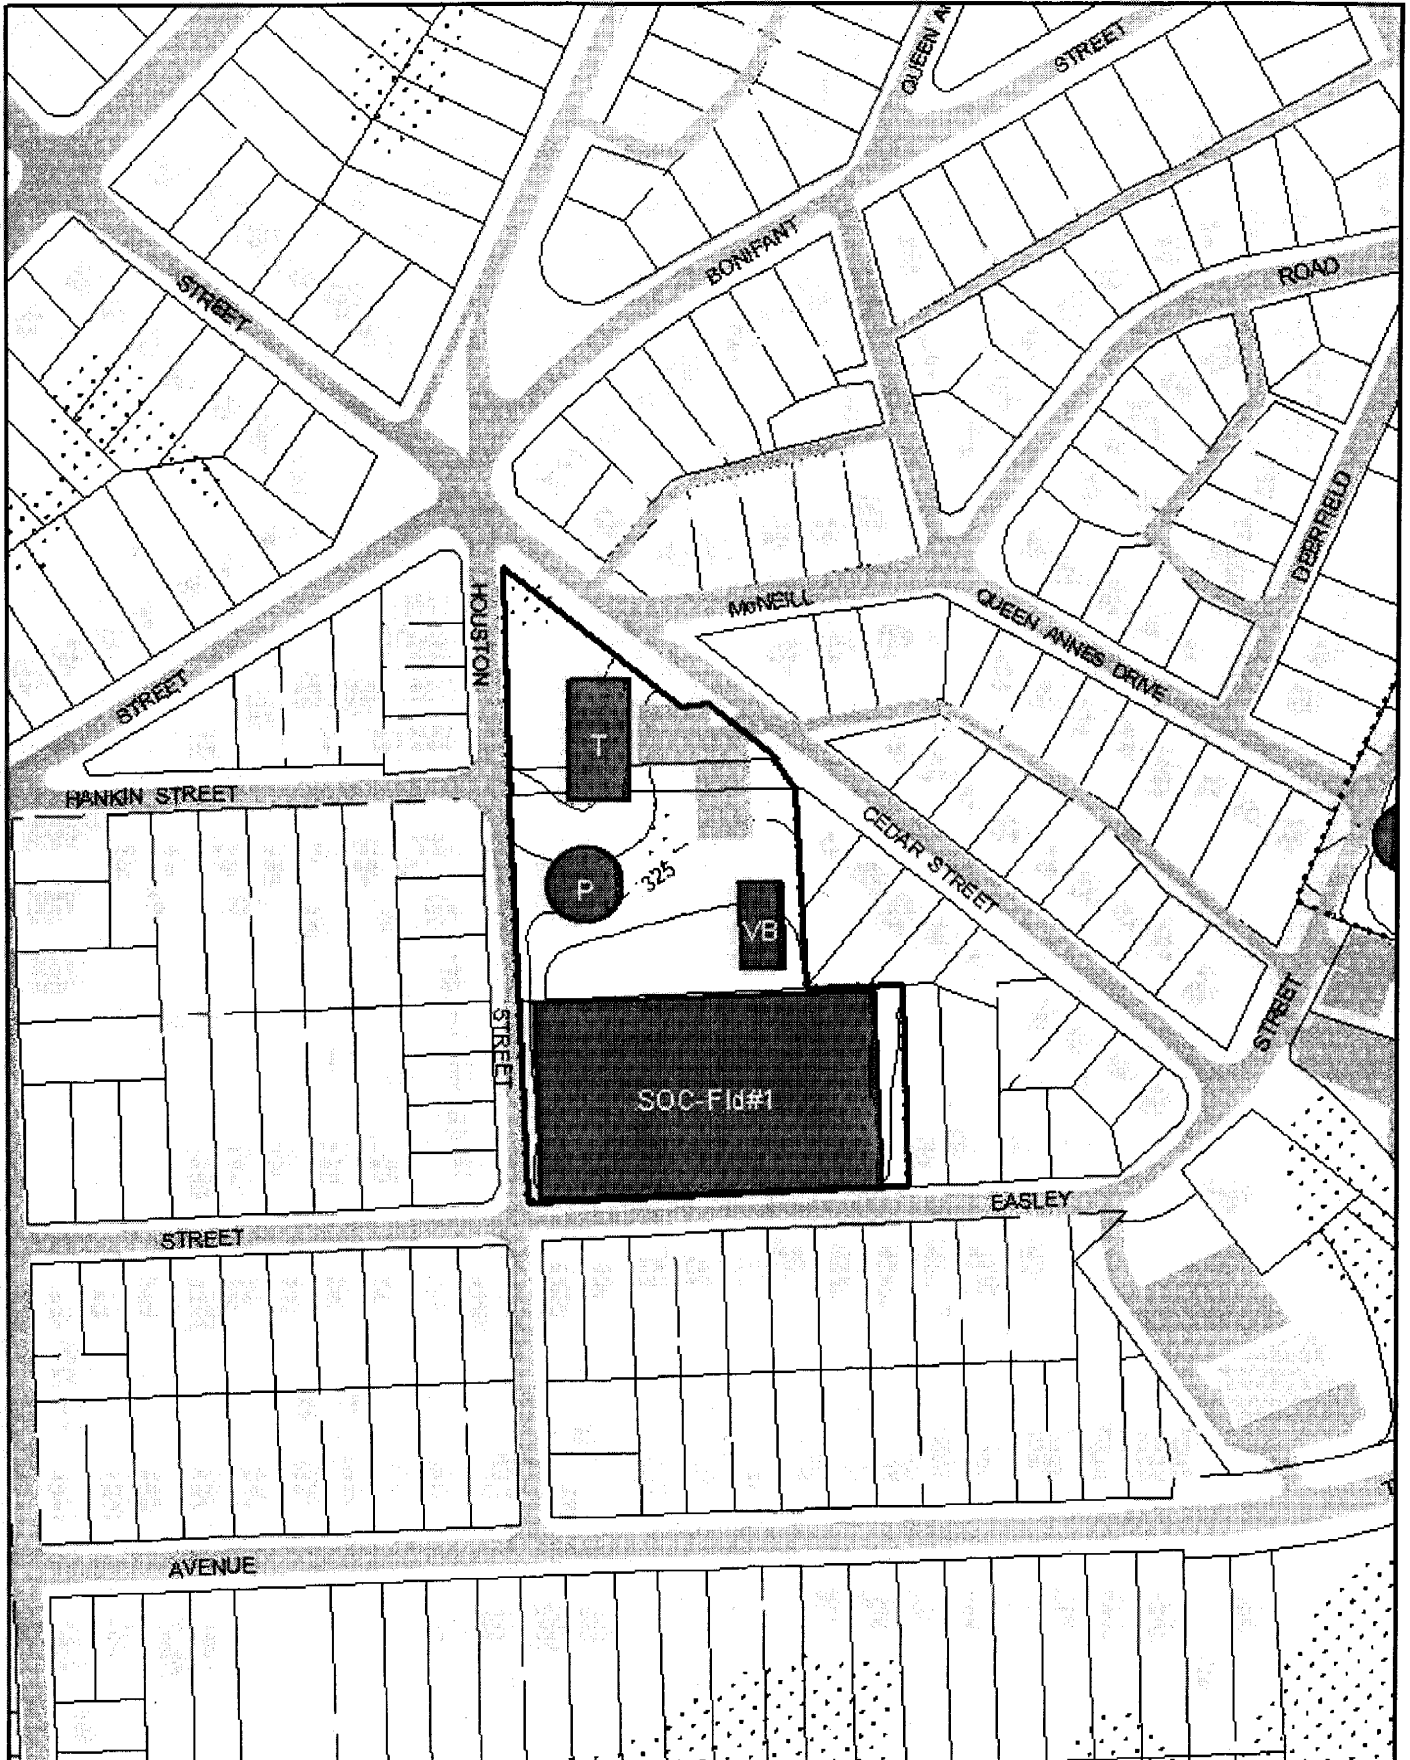 QUEEN
STREET
BONIFANT
ROAD
STREET
DEERFIELD
HOUSTON
McNEILL
QUEEN ANNES DRIVE
STREET
T
HANKIN STREET
CEDAR STREET
P
325
VB
STREET
STREET
SOC-Fld#1
EASLEY
STREET
AVENUE